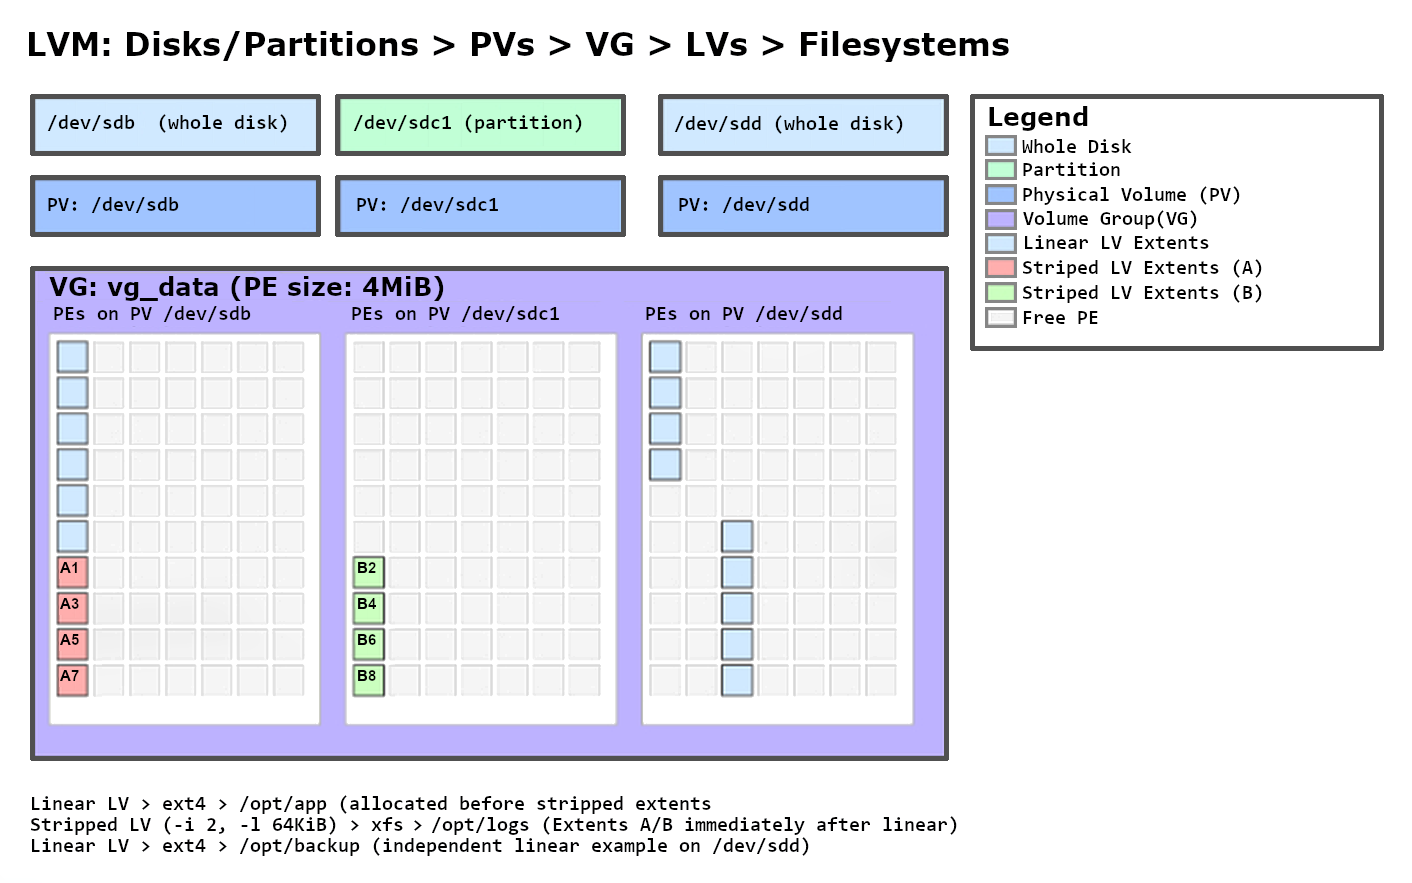 LVM: Disks/Partitions > PVs > VG > LVs > Filesystems
/dev/sdb  (whole disk)
/dev/sdc1 (partition)
/dev/sdd (whole disk)
PV: /dev/sdb
PV: /dev/sdc1
PV: /dev/sdd
Legend
Whole Disk
Partition
Physical Volume (PV)
Volume Group(VG)
Linear LV Extents
Striped LV Extents (A)
Striped LV Extents (B)
Free PE
VG: vg_data (PE size: 4MiB)
PEs on PV /dev/sdb
PEs on PV /dev/sdc1
PEs on PV /dev/sdd
A1
A3
A5
A7
B2
B4
B6
B8
Linear LV > ext4 > /opt/app (allocated before stripped extents
Stripped LV (-i 2, -l 64KiB) > xfs > /opt/logs (Extents A/B immediately after linear)
Linear LV > ext4 > /opt/backup (independent linear example on /dev/sdd)